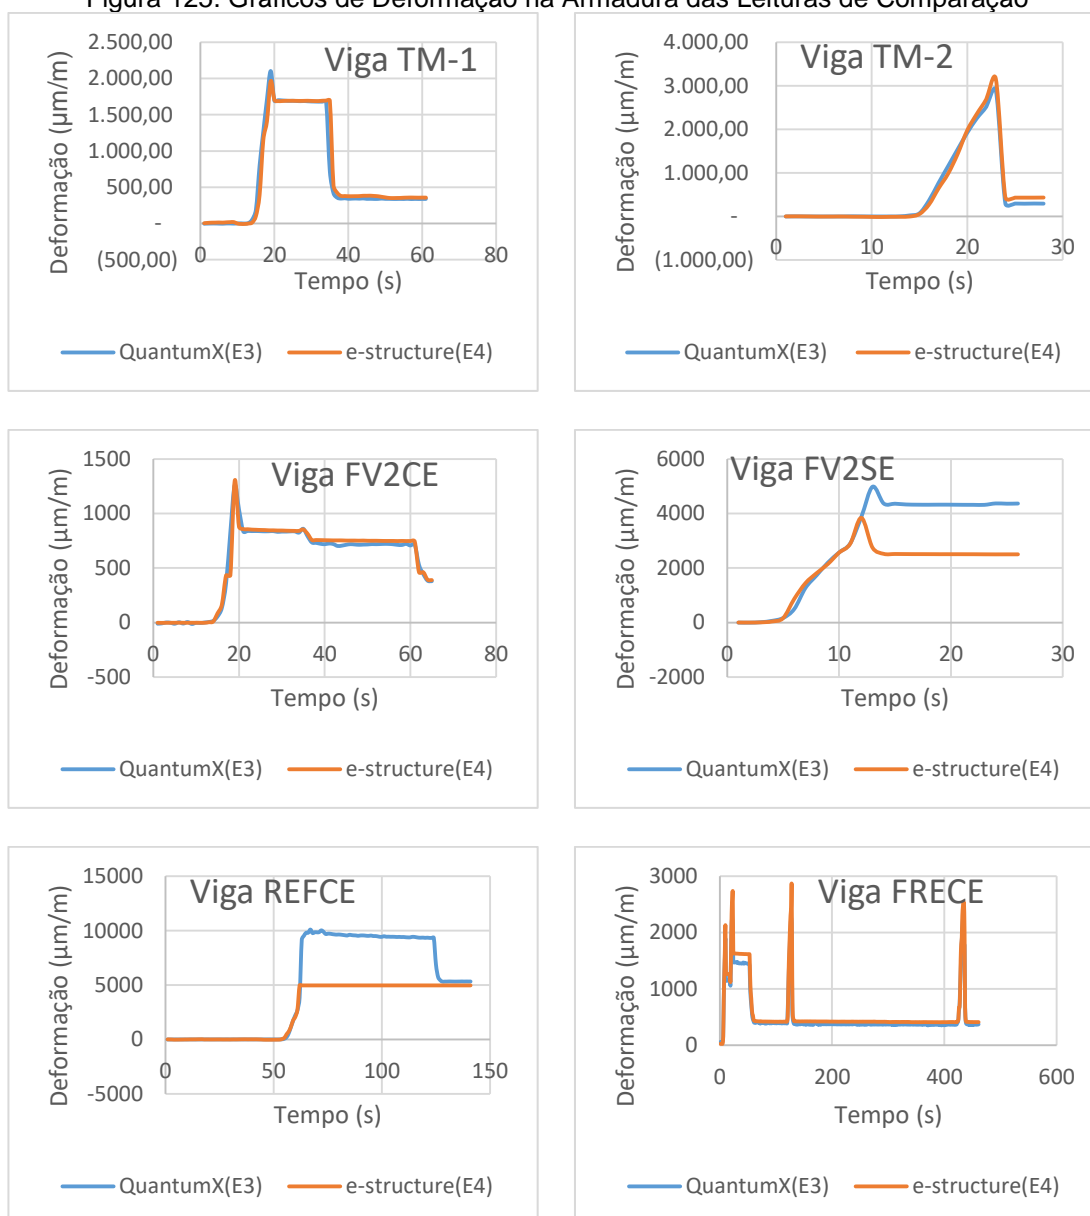 Figura 125: Gráficos de Deformação na Armadura das Leituras de Comparação
Viga TM-1
Deformação (µm/m)
2.500,00
2.000,00
1.500,00
1.000,00
500,00
-
(500,00)
0 20 40 60 80
Tempo (s)
QuantumX(E3) e-structure(E4)
Viga TM-2
Deformação (µm/m)
4.000,00
3.000,00
2.000,00
1.000,00
-
(1.000,00)
0 10 20 30
Tempo (s)
QuantumX(E3) e-structure(E4)
Viga FV2CE
Deformação (µm/m)
1500
1000
500
0
-500
0 20 40 60 80
Tempo (s)
QuantumX(E3) e-structure(E4)
Viga FV2SE
Deformação (µm/m)
6000
4000
2000
0
-2000
0 10 20 30
Tempo (s)
QuantumX(E3) e-structure(E4)
Viga REFCE
Deformação (µm/m)
15000
10000
5000
0
-5000
0 50 100 150
Tempo (s)
QuantumX(E3) e-structure(E4)
Viga FRECE
Deformação (µm/m)
3000
2000
1000
0
0 200 400 600
Tempo (s)
QuantumX(E3) e-structure(E4)